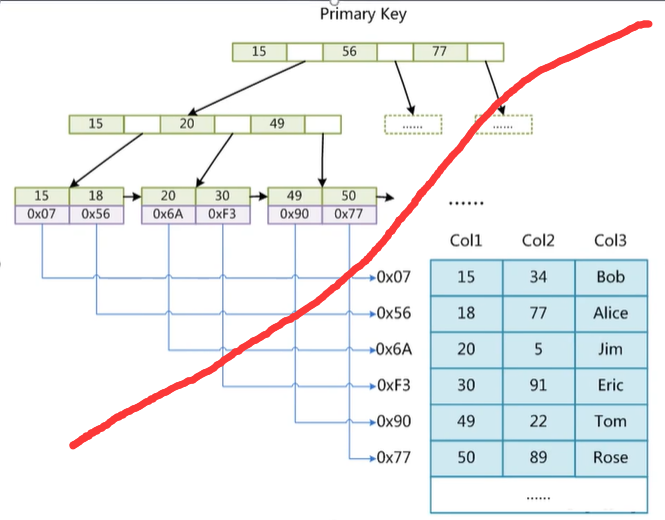 Primary Key
15 56 77
15 20 49
...... ......
15 18 20 30 49 50
0x07 0x56 0x6A 0xF3 0x90 0x77
......
Col1 Col2 Col3
0x07 15 34 Bob
0x56 18 77 Alice
0x6A 20 5 Jim
0xF3 30 91 Eric
0x90 49 22 Tom
0x77 50 89 Rose
......